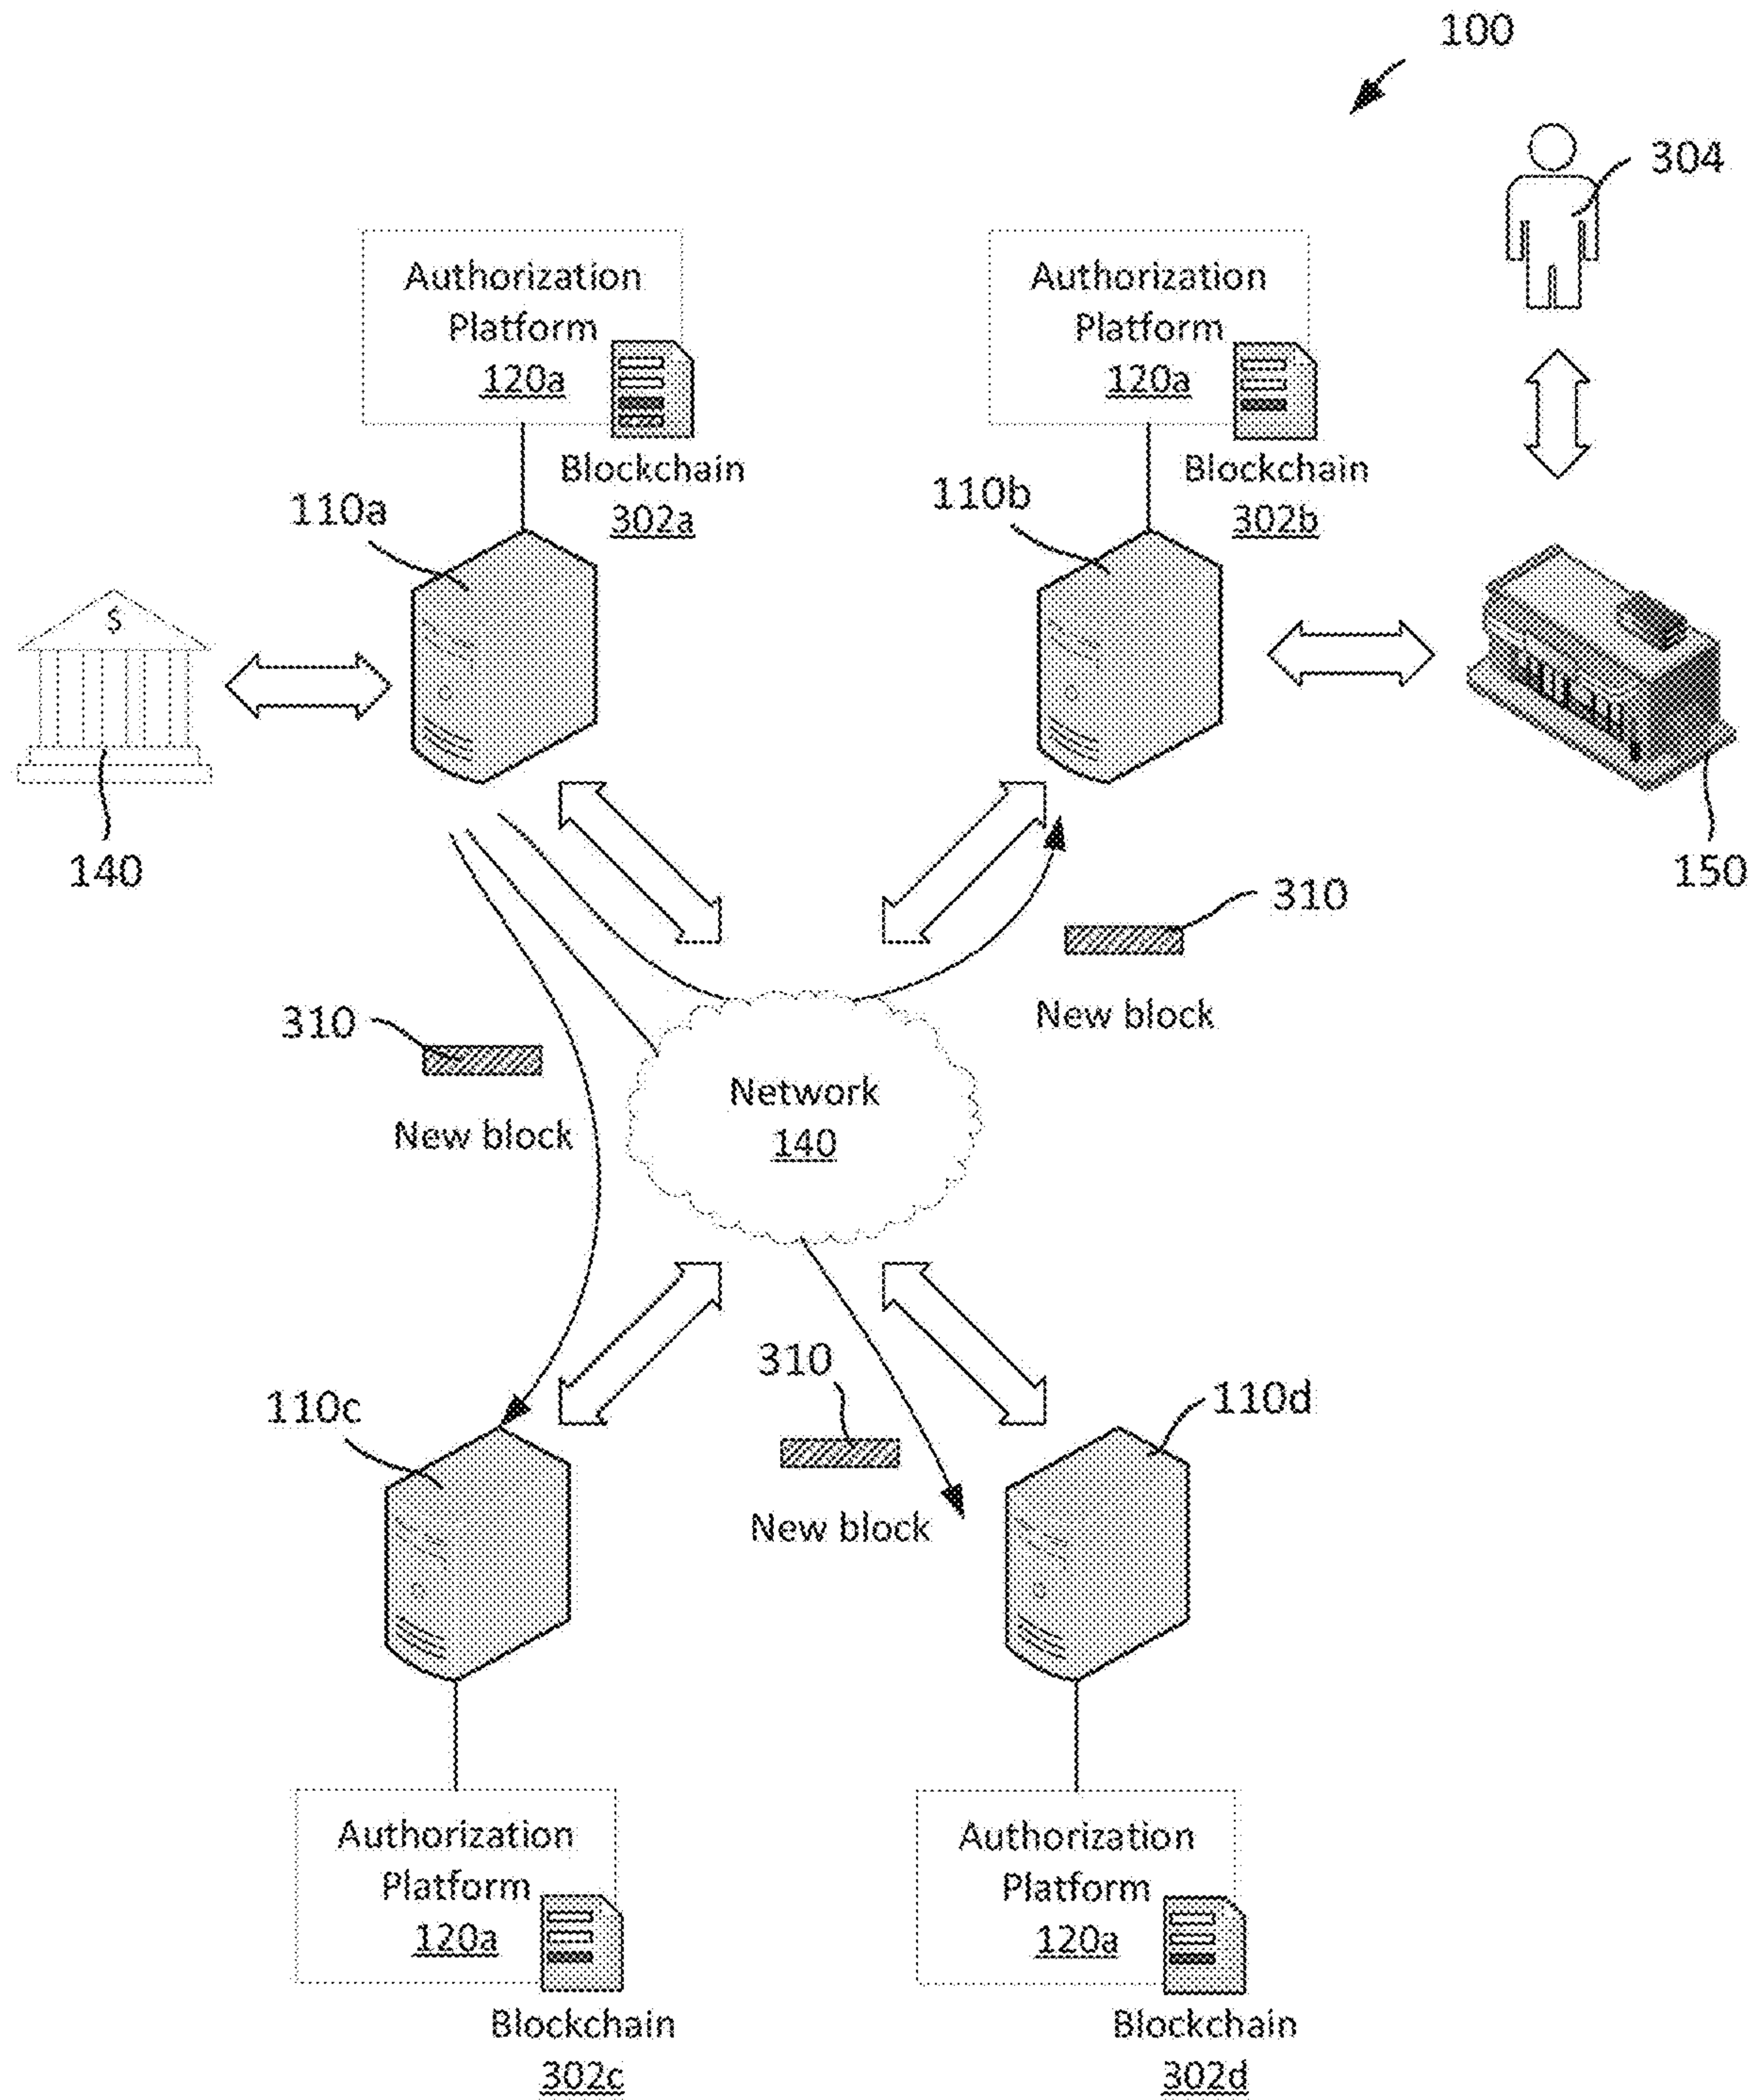 100
304
Authorization
Platform
120a
Blockchain
302a
Authorization
Platform
120a
Blockchain
302b
110a
110b
$
140
150
310
New block
310
New block
Network
140
310
New block
110c
110d
Authorization
Platform
120a
Blockchain
302c
Authorization
Platform
120a
Blockchain
302d